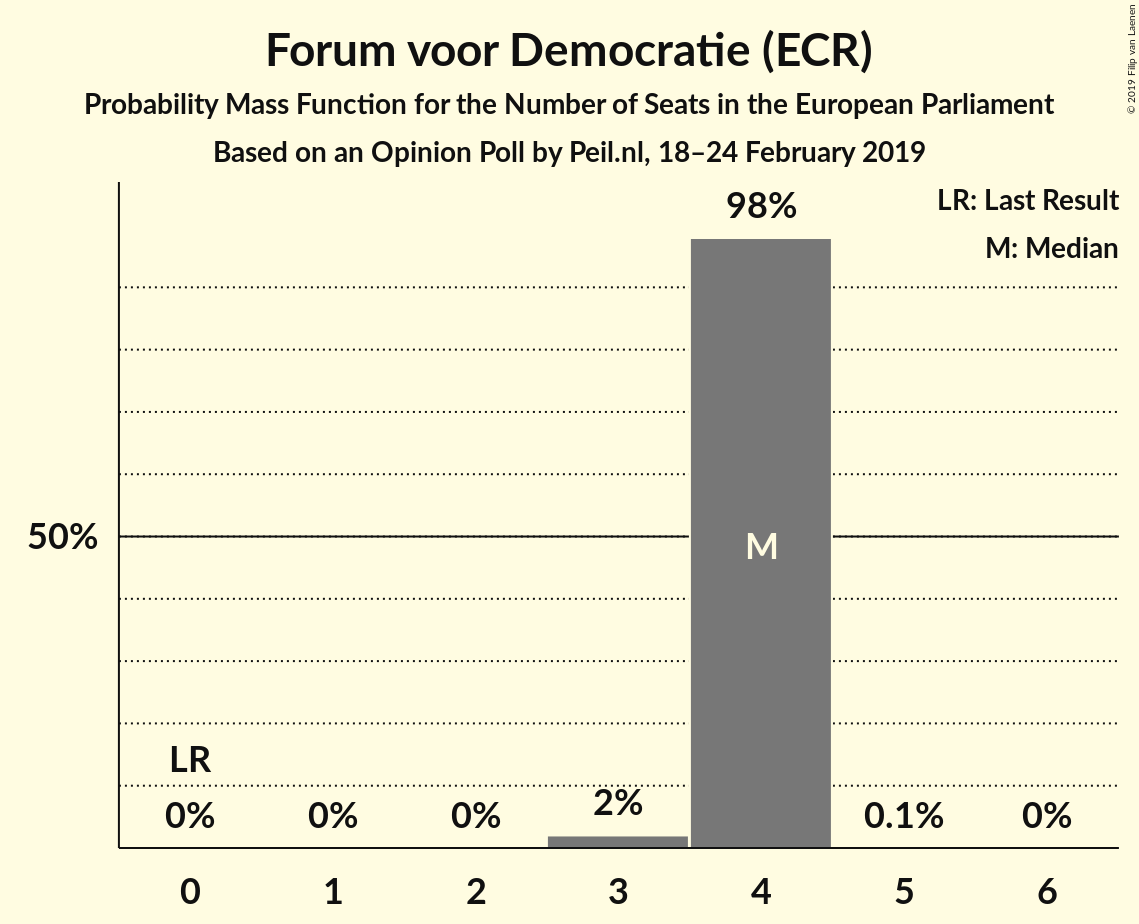 Forum voor Democratie (ECR)
Probability Mass Function for the Number of Seats in the European Parliament
Based on an Opinion Poll by Peil.nl, 18–24 February 2019
© 2019 Filip van Laenen
LR: Last Result
M: Median
98%
50%
M
LR
0%
0%
0%
2%
0.1%
0%
0
1
2
3
4
5
6